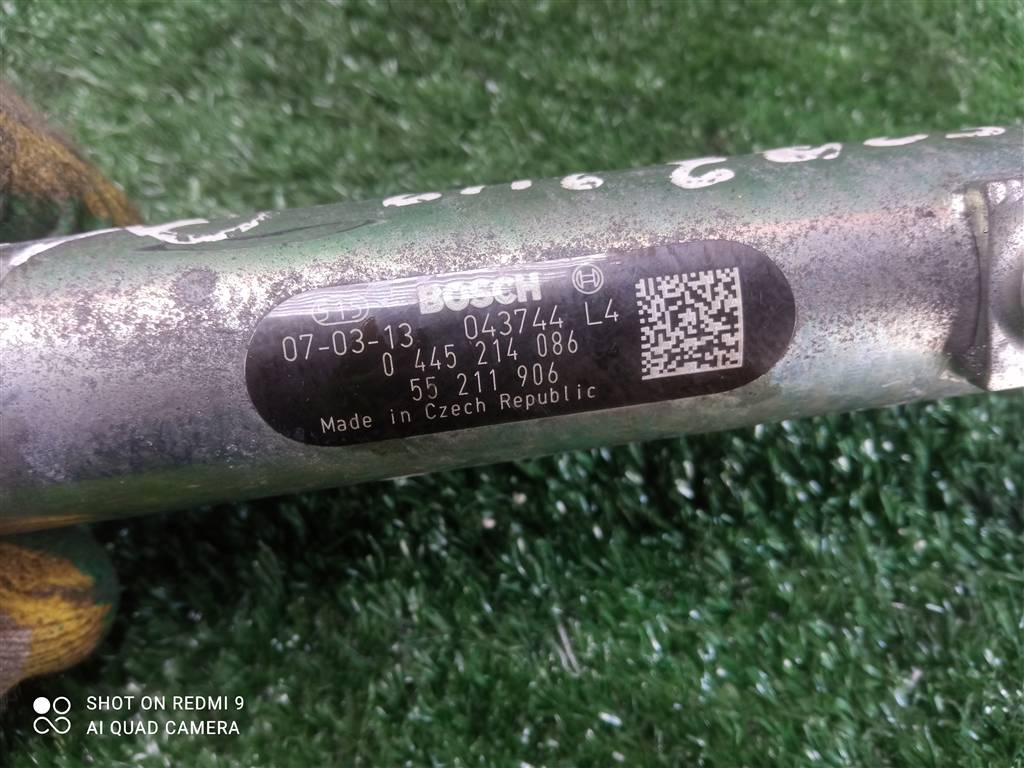 BOSCH
07-03-13 043744 L4
0 445 214 086
55 211 906
Made in Czech Republic
SHOT ON REDMI 9
AI QUAD CAMERA